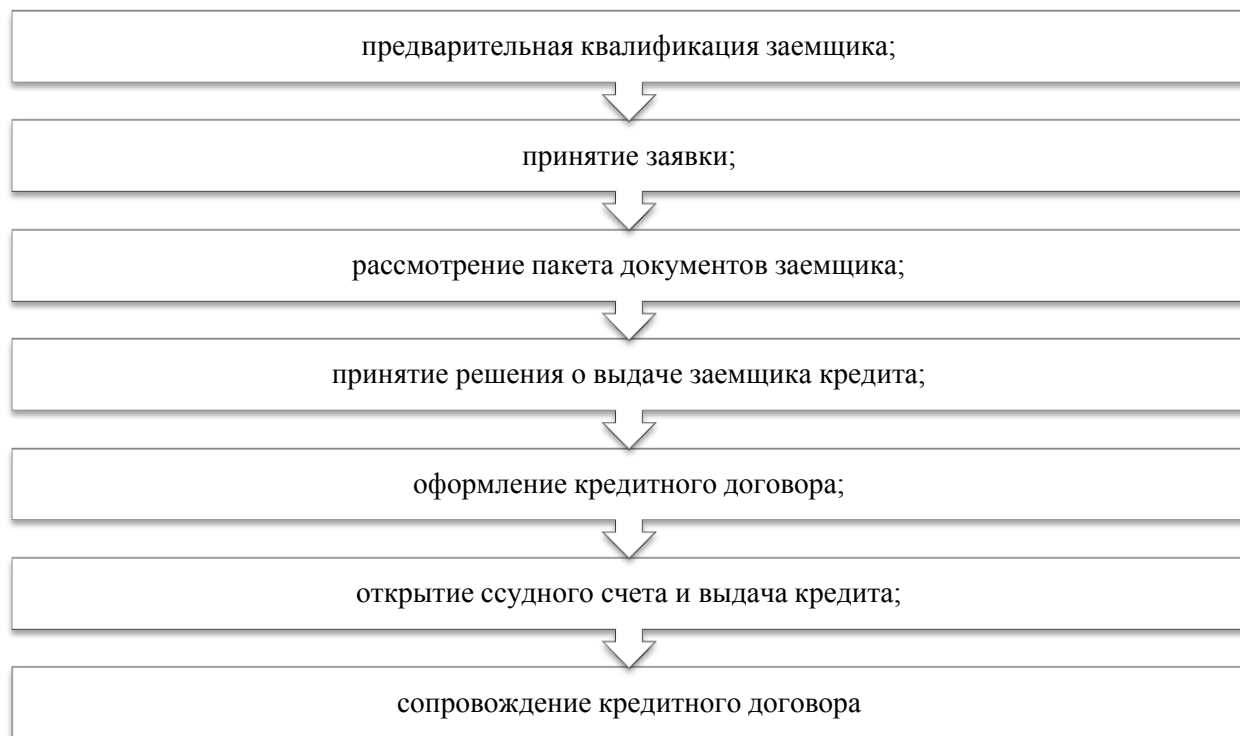 предварительная квалификация заемщика;
принятие заявки;
рассмотрение пакета документов заемщика;
принятие решения о выдаче заемщика кредита;
оформление кредитного договора;
открытие ссудного счета и выдача кредита;
сопровождение кредитного договора